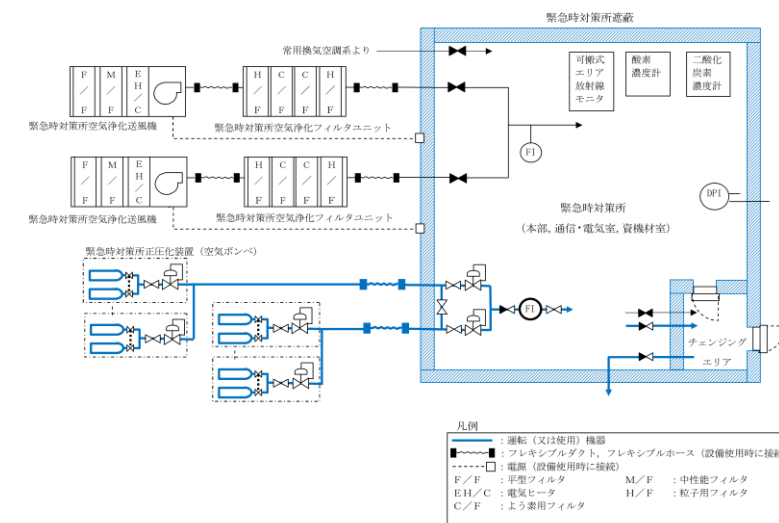 緊急時対策所遮蔽
常用換気空調系より
可搬式
エリア
放射線
モニタ
酸素
濃度計
二酸化
炭素
濃度計
F/F
M/F
EH/C
H/F
C/F
C/F
H/F
緊急時対策所空気浄化送風機
緊急時対策所空気浄化フィルタユニット
FI
F/F
M/F
EH/C
H/F
C/F
C/F
H/F
緊急時対策所空気浄化送風機
緊急時対策所空気浄化フィルタユニット
DPI
緊急時対策所
(本部, 通信・電気室, 資機材室)
緊急時対策所正圧化装置（空気ボンベ）
FI
チェンジング
エリア
凡例
：運転（又は使用）機器
：フレキシブルダクト，フレキシブルホース（設備使用時に接続
：電源（設備使用時に接続）
F／F ：平型フィルタ M／F ：中性能フィルタ
EH／C ：電気ヒータ H／F ：粒子用フィルタ
C／F ：よう素用フィルタ